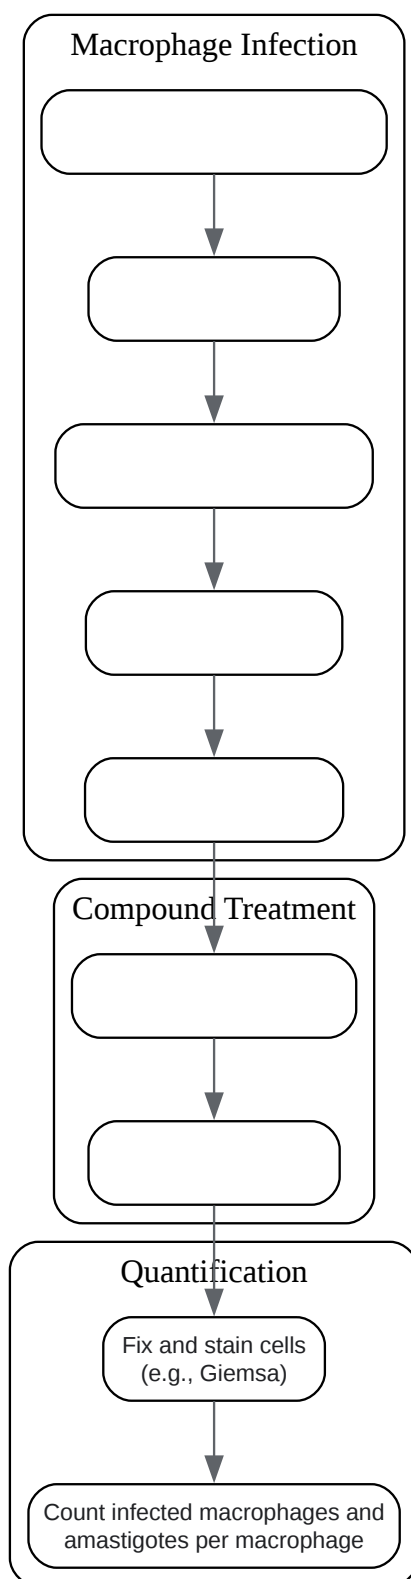 Macrophage Infection
Compound Treatment
Quantification
Fix and stain cells
(e.g., Giemsa)
Count infected macrophages and
amastigotes per macrophage